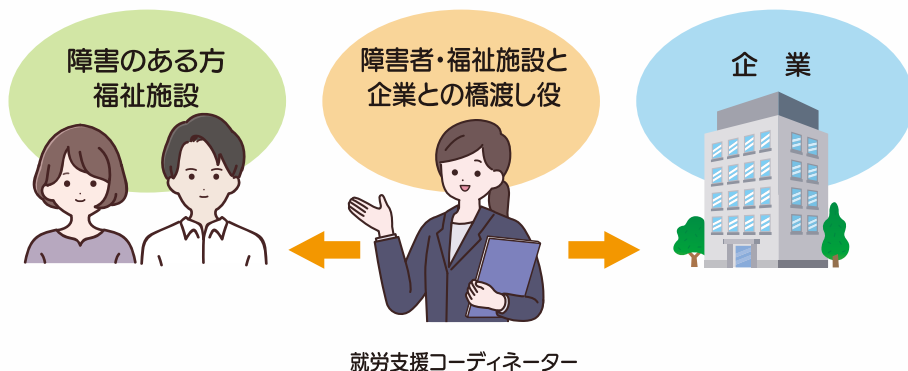 障害のある方
福祉施設
障害者・福祉施設と
企業との橋渡し役
企　業
就労支援コーディネーター